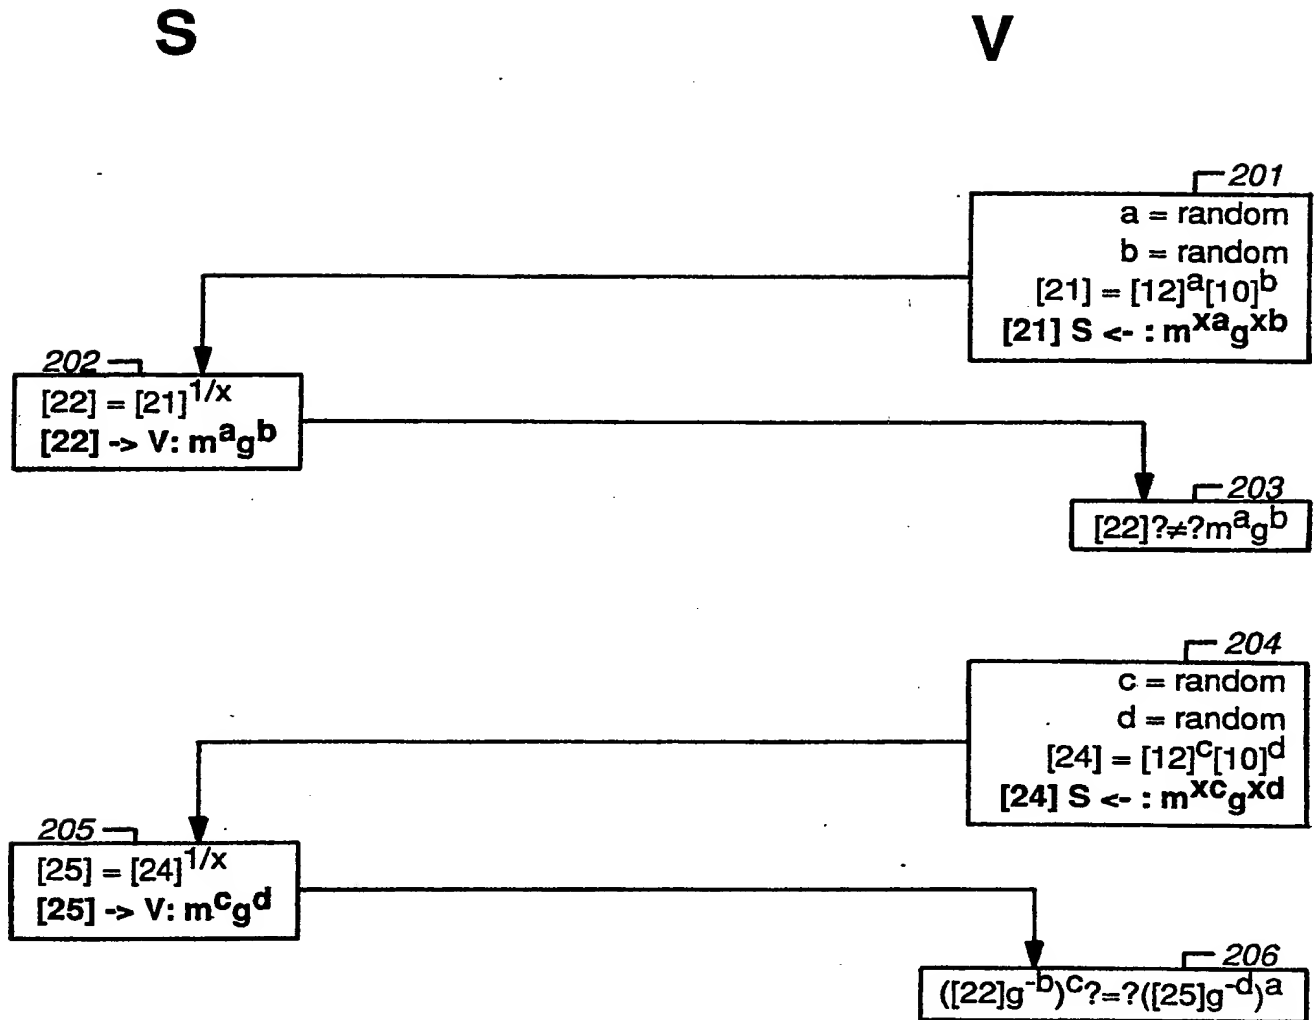 S
V
201
a = random
b = random
[21] = [12]^a[10]^b
[21] S <- : m^xa g^xb
202
[22] = [21]^1/x
[22] -> V: m^a g^b
203
[22]?≠?m^a g^b
204
c = random
d = random
[24] = [12]^c[10]^d
[24] S <- : m^xc g^xd
205
[25] = [24]^1/x
[25] -> V: m^c g^d
206
([22]g^-b)^c?=?([25]g^-d)^a